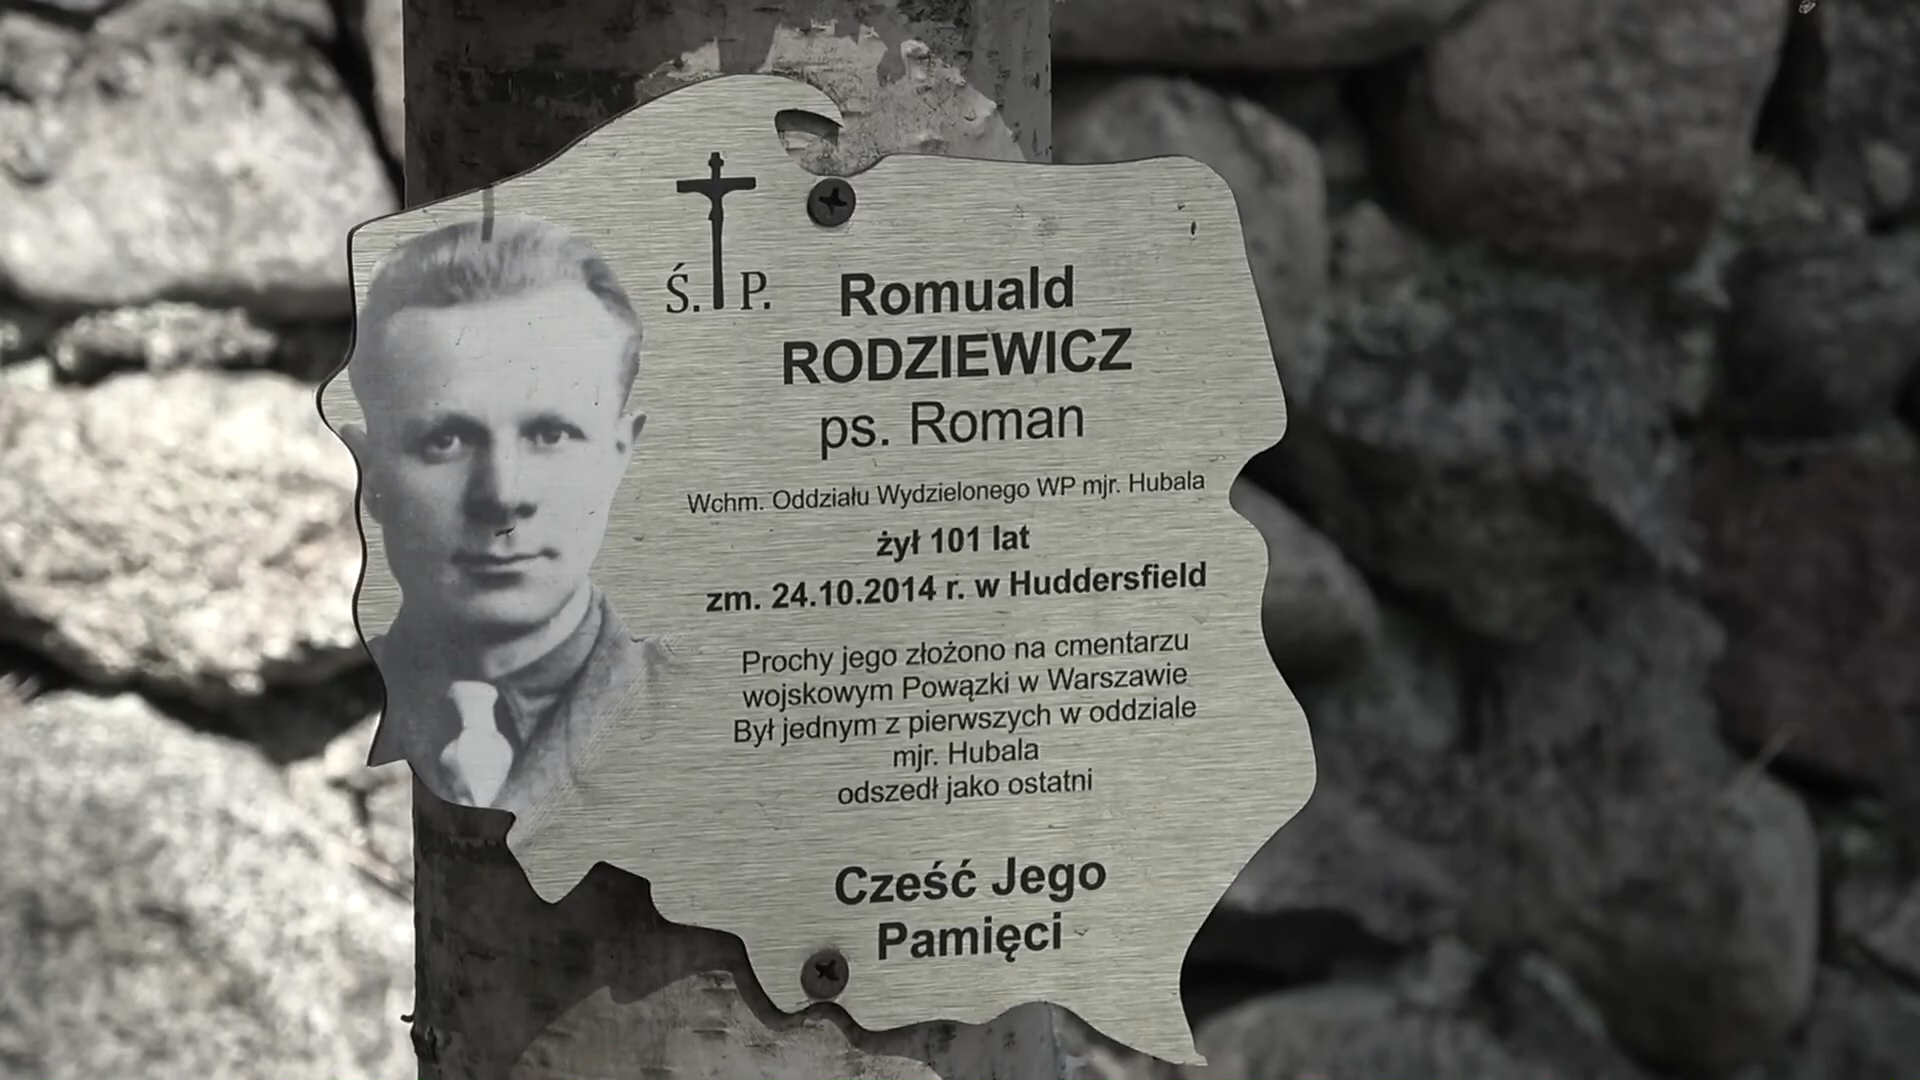 Ś. P. Romuald
RODZIEWICZ
ps. Roman
Wchm. Oddziału Wydzielonego WP mjr. Hubala
żył 101 lat
zm. 24.10.2014 r. w Huddersfield
Prochy jego złożono na cmentarzu
wojskowym Powązki w Warszawie
Był jednym z pierwszych w oddziale
mjr. Hubala
odszedł jako ostatni
Cześć Jego
Pamięci